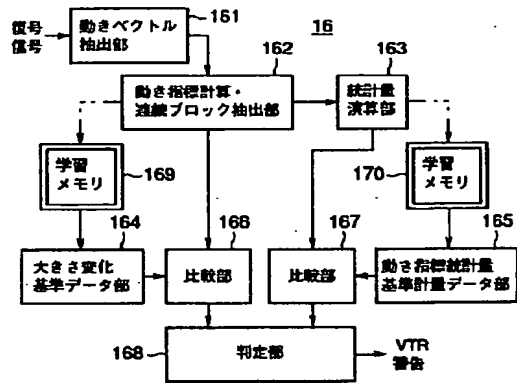 161
16
復号
信号
動きベクトル
抽出部
162
163
動き指標計算・
連続ブロック抽出部
統計量
演算部
学習
メモリ
169
170
学習
メモリ
164
166
167
165
大きさ変化
基準データ部
比較部
比較部
動き指標統計量
基準計量データ部
168
判定部
VTR
警告